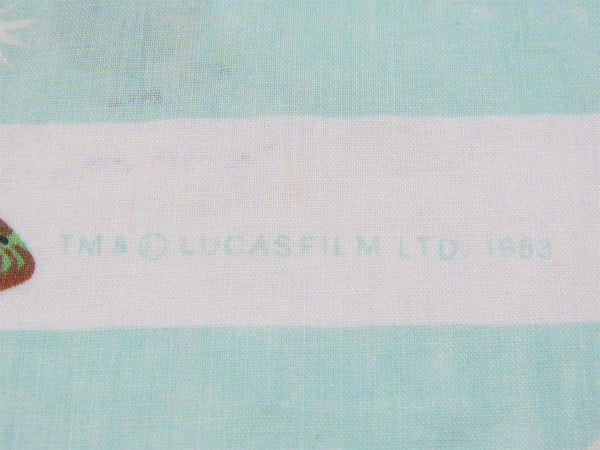 TM & © LUCASFILM LTD. 1983